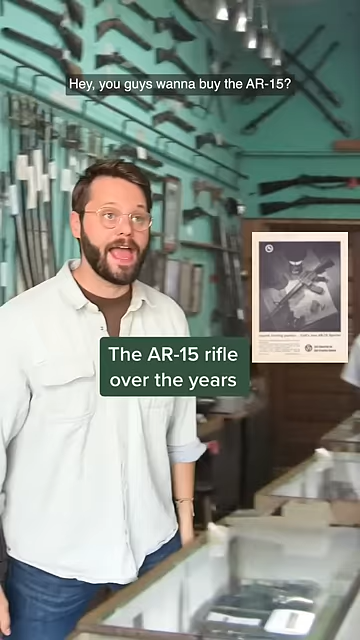 Hey, you guys wanna buy the AR-15?
The AR-15 rifle
over the years